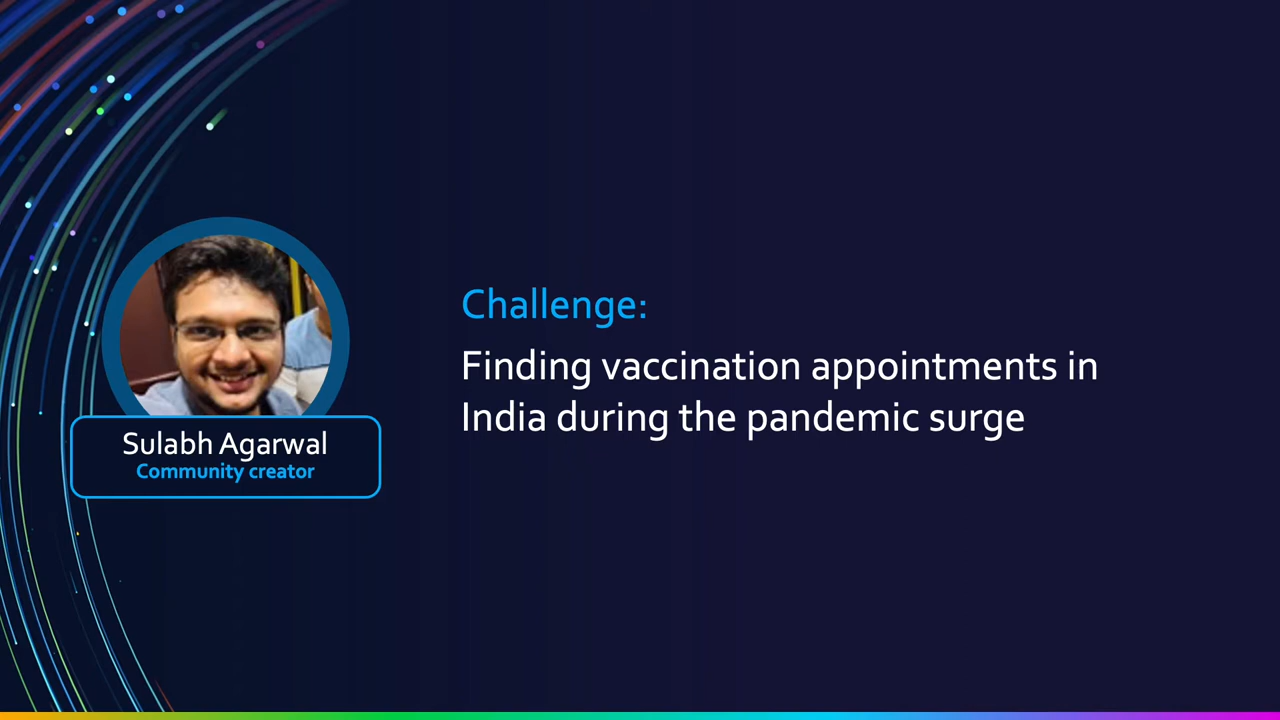 Challenge:
Finding vaccination appointments in
India during the pandemic surge
Sulabh Agarwal
Community creator